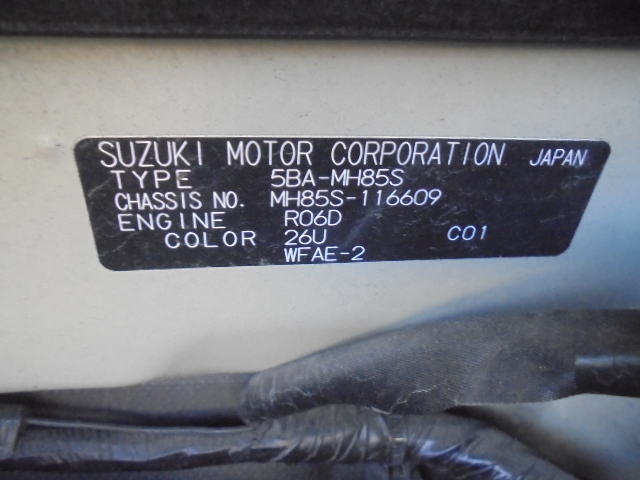 SUZUKI MOTOR CORPORATION JAPAN
TYPE 5BA-MH85S
CHASSIS NO. MH85S-116609
ENGINE R06D
COLOR 26U C01
WFAE-2